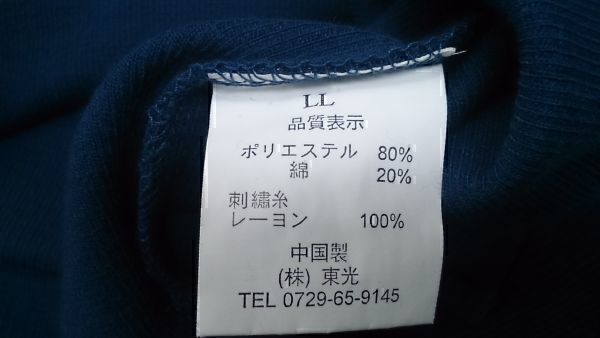 LL
品質表示
ポリエステル 80%
綿 20%
刺繍糸
レーヨン 100%
中国製
(株) 東光
TEL 0729-65-9145